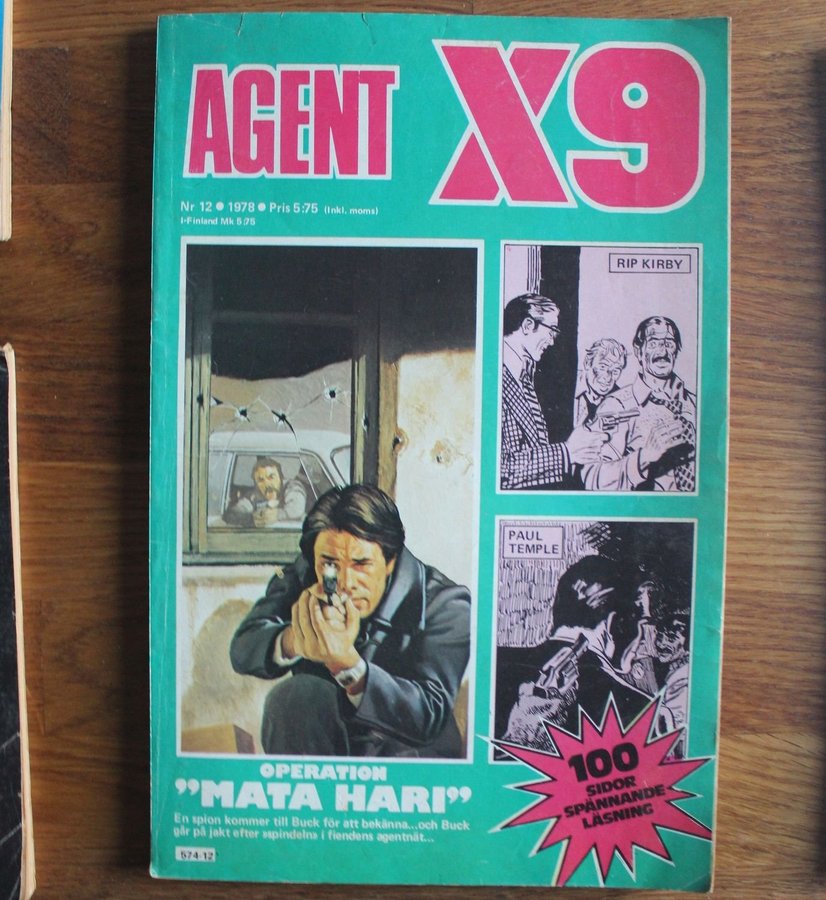 AGENT X9
Nr 12 ● 1978 ● Pris 5:75 (Inkl. moms)
I-Finland Mk 5:75
RIP KIRBY
PAUL
TEMPLE
OPERATION
"MATA HARI"
En spion kommer till Buck för att bekänna...och Buck
går på jakt efter »spindeln» i fiendens agentnät...
574-12
100
SIDOR
SPÄNNANDE
LÄSNING